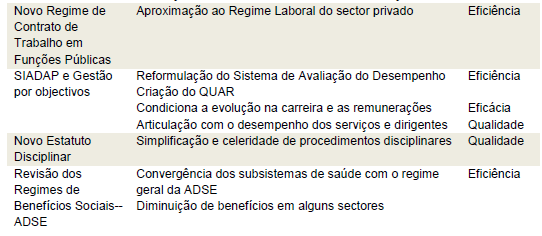 Novo Regime de Aproximação ao Regime Laboral do sector privado Eficiência
Contrato de
Trabalho em
Funções Públicas
SIADAP e Gestão Reformulação do Sistema de Avaliação do Desempenho Eficiência
por objectivos Criação do QUAR
Condiciona a evolução na carreira e as remunerações Eficácia
Articulação com o desempenho dos serviços e dirigentes Qualidade
Novo Estatuto Simplificação e celeridade de procedimentos disciplinares Qualidade
Disciplinar
Revisão dos Convergência dos subsistemas de saúde com o regime Eficiência
Regimes de geral da ADSE
Benefícios Sociais-- Diminuição de benefícios em alguns sectores
ADSE